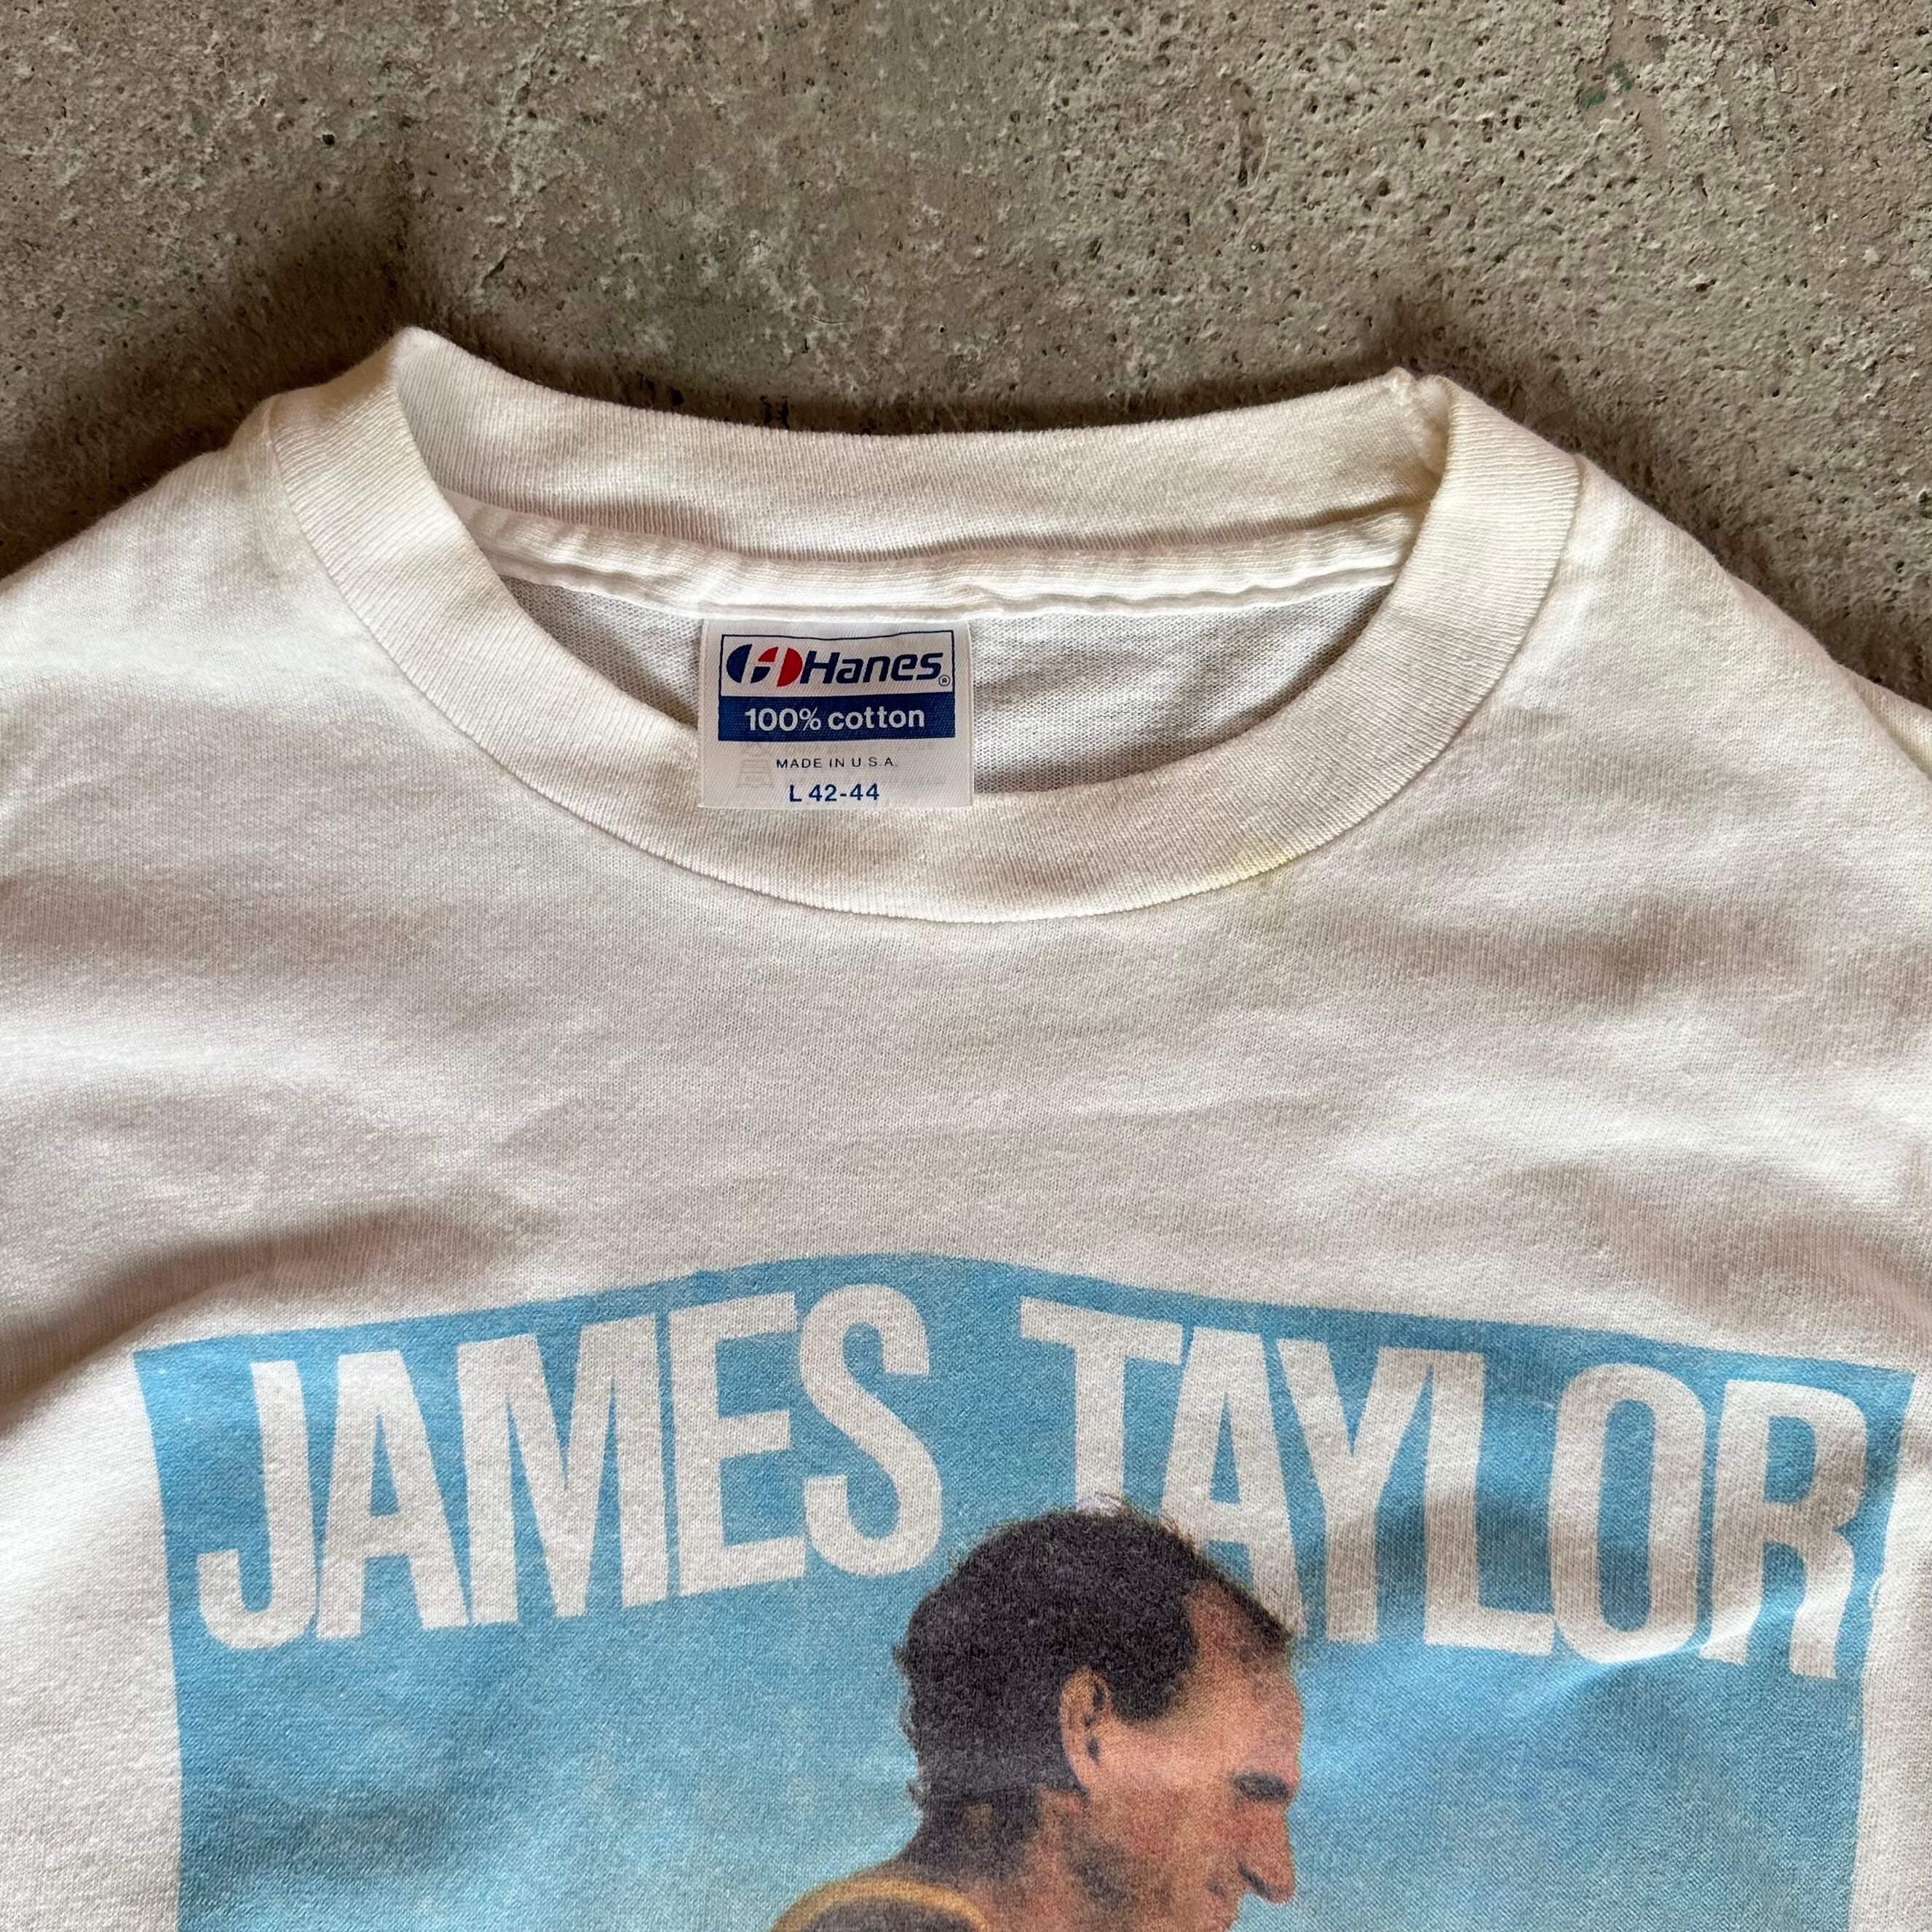 Hanes®
100% cotton
MADE IN U.S.A.
L 42-44
JAMES TAYLOR